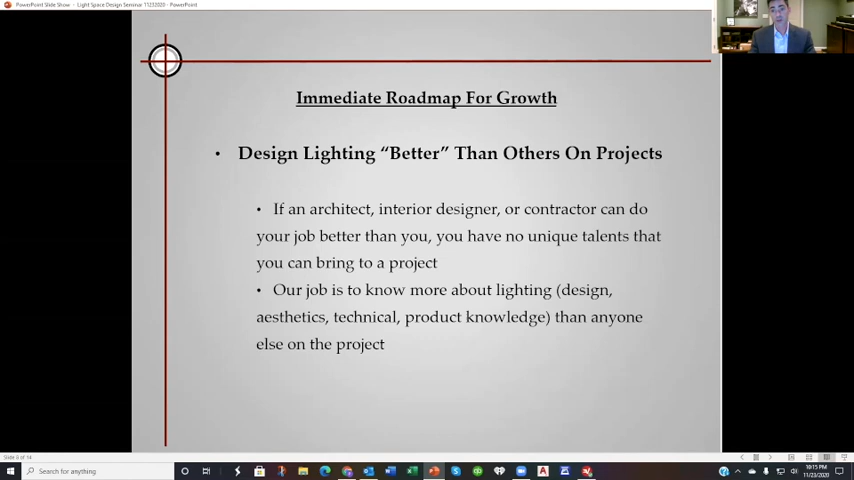 PowerPoint Slide Show - Light Space Design Seminar 11232020 - PowerPoint
Immediate Roadmap For Growth
• Design Lighting “Better” Than Others On Projects
• If an architect, interior designer, or contractor can do
your job better than you, you have no unique talents that
you can bring to a project
• Our job is to know more about lighting (design,
aesthetics, technical, product knowledge) than anyone
else on the project
Slide 8 of 14
Search for anything
10:15 PM
11/23/2020